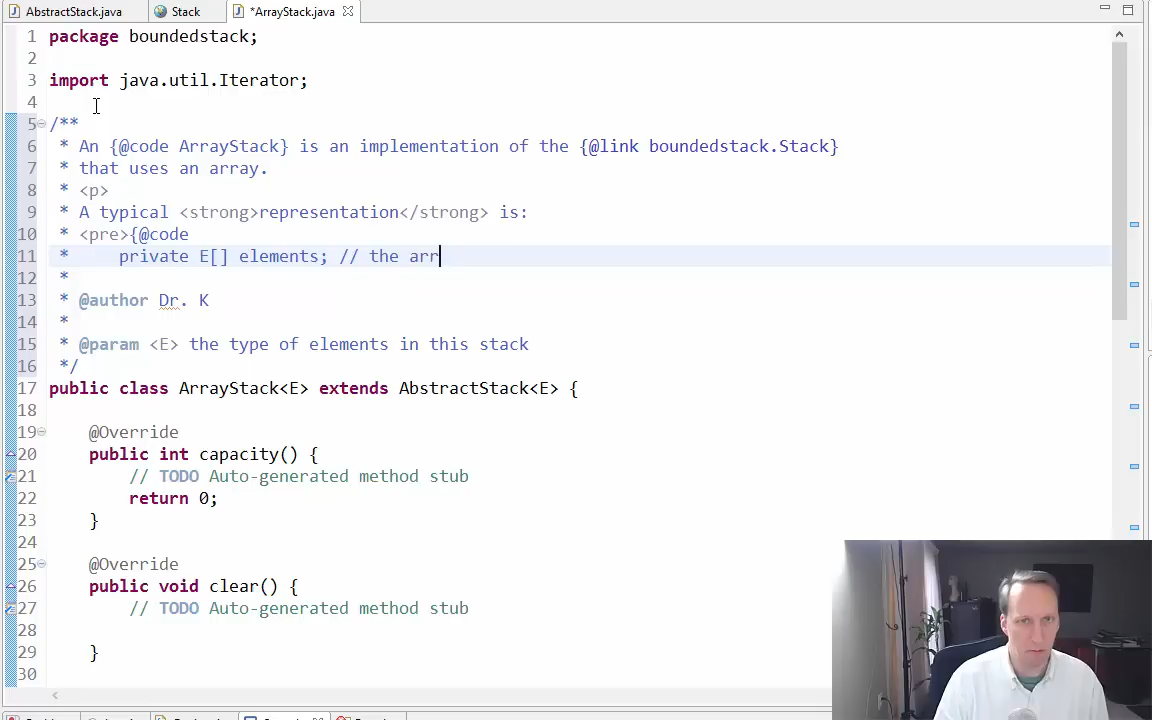 AbstractStack.java Stack *ArrayStack.java
1 package boundedstack;
2
3 import java.util.Iterator;
4
5 /**
6 * An {@code ArrayStack} is an implementation of the {@link boundedstack.Stack}
7 * that uses an array.
8 * <p>
9 * A typical <strong>representation</strong> is:
10 * <pre>{@code
11 * private E[] elements; // the arr
12 *
13 * @author Dr. K
14 *
15 * @param <E> the type of elements in this stack
16 */
17 public class ArrayStack<E> extends AbstractStack<E> {
18
19 @Override
20 public int capacity() {
21 // TODO Auto-generated method stub
22 return 0;
23 }
24
25 @Override
26 public void clear() {
27 // TODO Auto-generated method stub
28
29 }
30